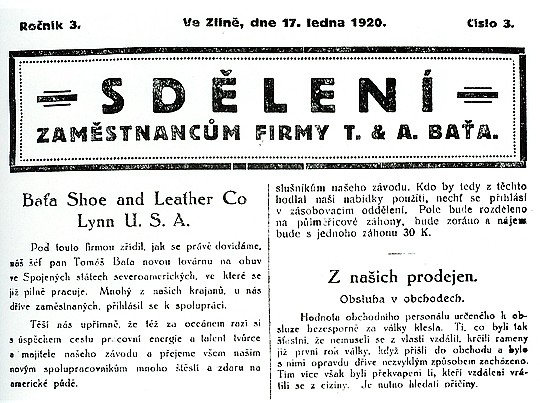 Ročník 3.
Ve Zlíně, dne 17. ledna 1920.
Číslo 3.
SDĚLENÍ
ZAMĚSTNANCŮM FIRMY T. & A. BAŤA.
Baťa Shoe and Leather Co
Lynn U. S. A.
Pod touto firmou zřídil, jak se právě dovídáme,
náš šéf pan Tomáš Baťa novou továrnu na obuv
ve Spojených státech severoamerických, ve které se
již pilně pracuje. Mnohý z našich krajanů, u nás
dříve zaměstnaných, přihlásil se k spolupráci.
Těší nás upřímně, že též za oceánem razí si
s úspěchem cestu pracovní energie a talent tvůrce
a majitele našeho závodu a přejeme všem našim
novým spolupracovníkům mnoho štěstí a zdaru na
americké půdě.
slušníkům našeho závodu. Kdo by tedy z těchto
hodlal naši nabídky použíti, nechť se přihlásí
v zásobovacím oddělení. Pole bude rozděleno
na půlměřicové záhony, bude zoráno a nájem
bude s jednoho záhonu 30 K.
Z našich prodejen.
Obsluha v obchodech.
Hodnota obchodního personálu určeného k ob-
sluze bezesporně za války klesla. Ti, co byli tak
šťastni, že nemuseli se z vlasti vzdálit, krčili rameny
již první rok války, když přišli do obchodu a bylo
s nimi opravdu dříve nezvyklým způsobem zacházeno.
Tím více však byli překvapeni ti, kteří vzdáleni vrá-
tili se z ciziny. Je nutno hledati příčiny.